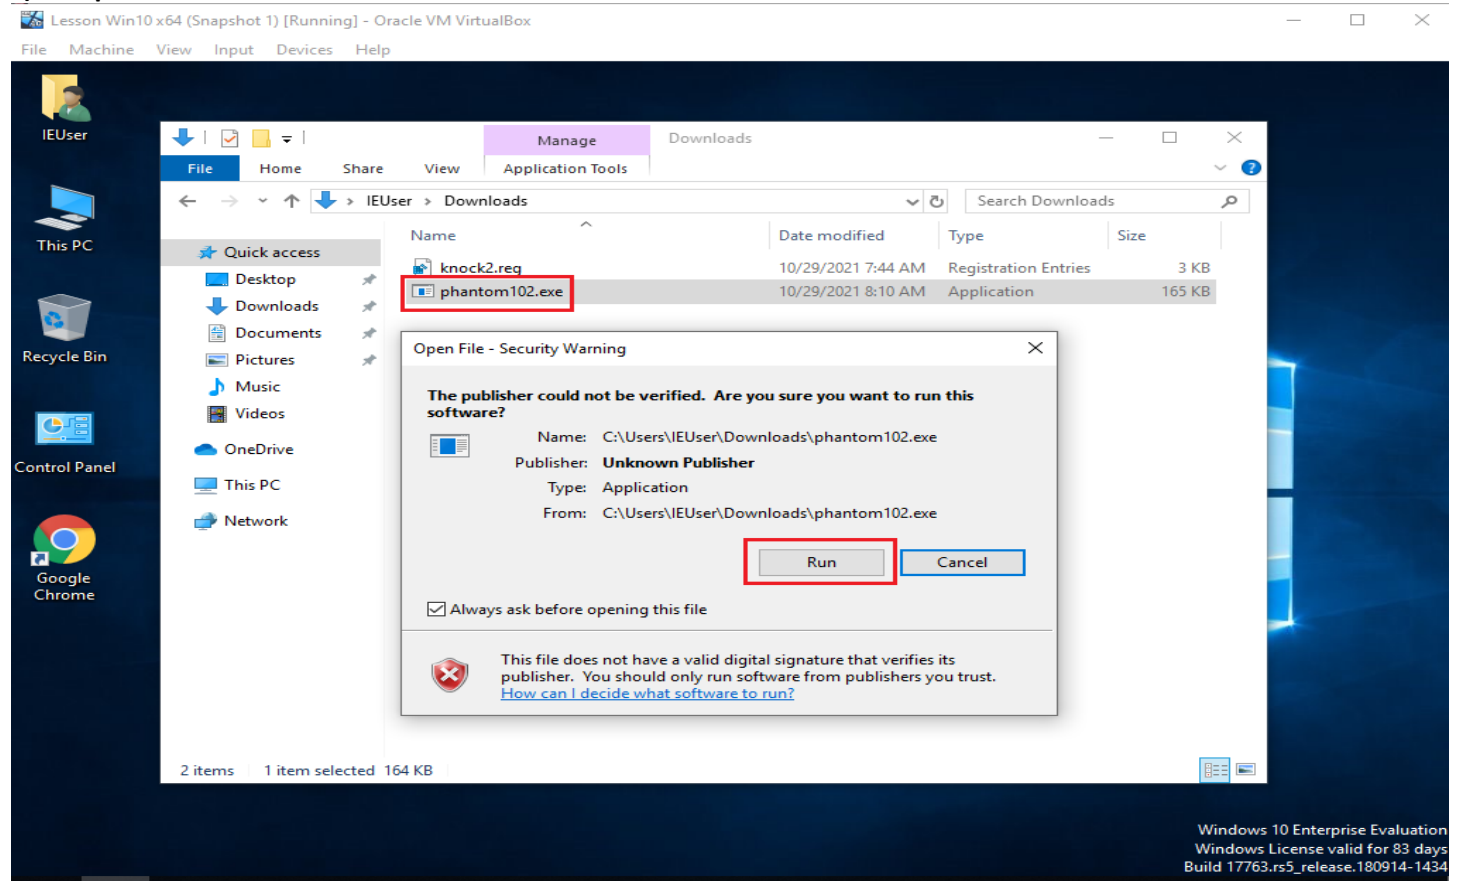 Lesson Win10 x64 (Snapshot 1) [Running] - Oracle VM VirtualBox
File Machine View Input Devices Help
IEUser
Manage Downloads
File Home Share View Application Tools
IEUser > Downloads
Search Downloads
This PC
Name Date modified Type Size
Quick access
knock2.reg 10/29/2021 7:44 AM Registration Entries 3 KB
Desktop
phantom102.exe 10/29/2021 8:10 AM Application 165 KB
Downloads
Documents
Pictures
Music
Videos
OneDrive
This PC
Network
Recycle Bin
Control Panel
Google
Chrome
Open File - Security Warning
The publisher could not be verified. Are you sure you want to run this
software?
Name: C:\Users\IEUser\Downloads\phantom102.exe
Publisher: Unknown Publisher
Type: Application
From: C:\Users\IEUser\Downloads\phantom102.exe
Run Cancel
Always ask before opening this file
This file does not have a valid digital signature that verifies its
publisher. You should only run software from publishers you trust.
How can I decide what software to run?
2 items 1 item selected 164 KB
Windows 10 Enterprise Evaluation
Windows License valid for 83 days
Build 17763.rs5_release.180914-1434